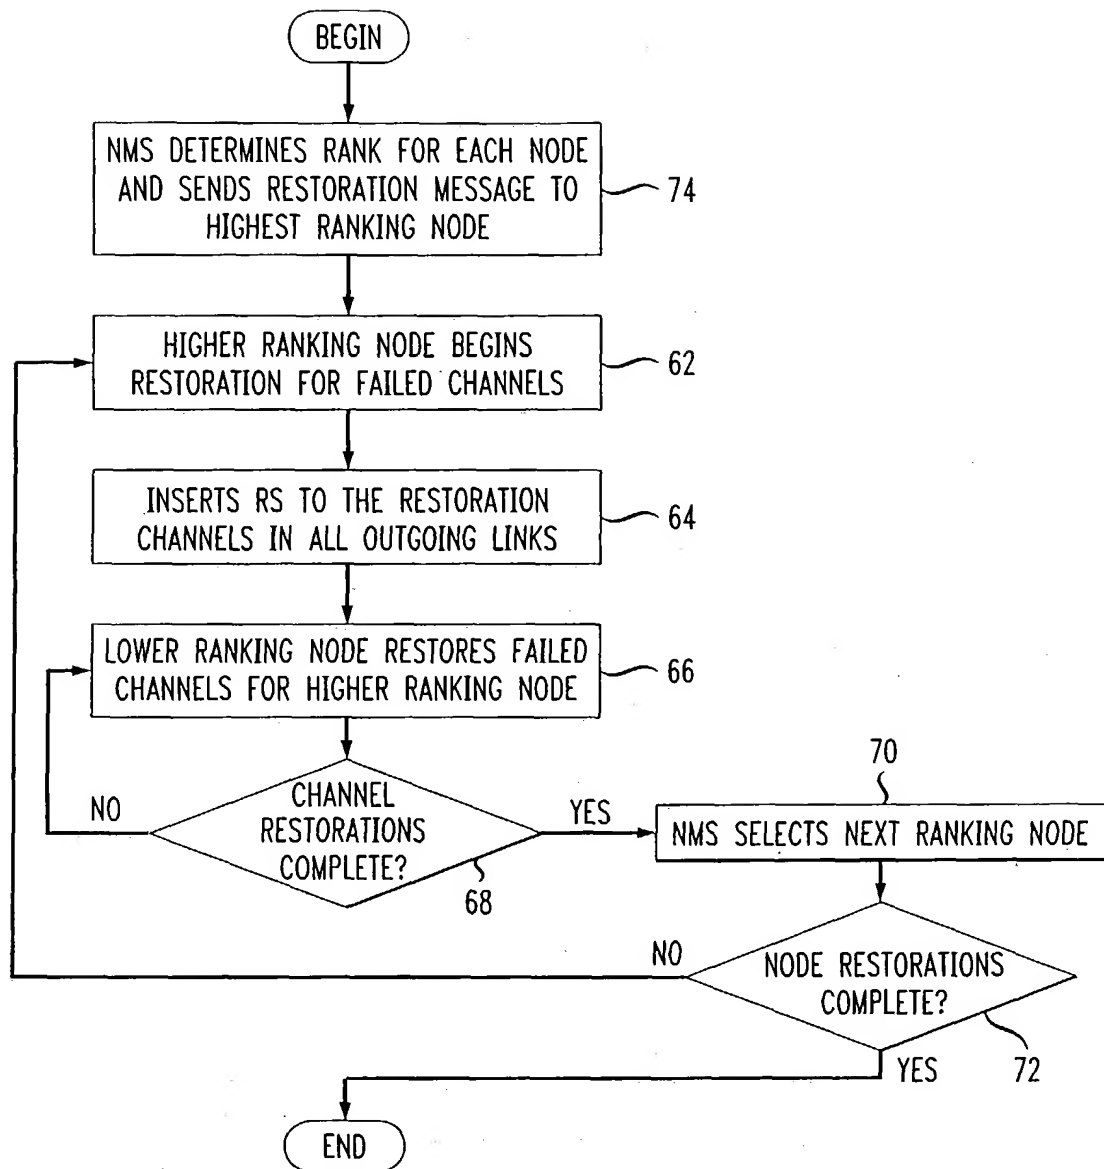 BEGIN
NMS DETERMINES RANK FOR EACH NODE
AND SENDS RESTORATION MESSAGE TO
HIGHEST RANKING NODE
74
HIGHER RANKING NODE BEGINS
RESTORATION FOR FAILED CHANNELS
62
INSERTS RS TO THE RESTORATION
CHANNELS IN ALL OUTGOING LINKS
64
LOWER RANKING NODE RESTORES FAILED
CHANNELS FOR HIGHER RANKING NODE
66
CHANNEL
RESTORATIONS
COMPLETE?
NO
YES
68
70
NMS SELECTS NEXT RANKING NODE
NO
NODE RESTORATIONS
COMPLETE?
72
YES
END